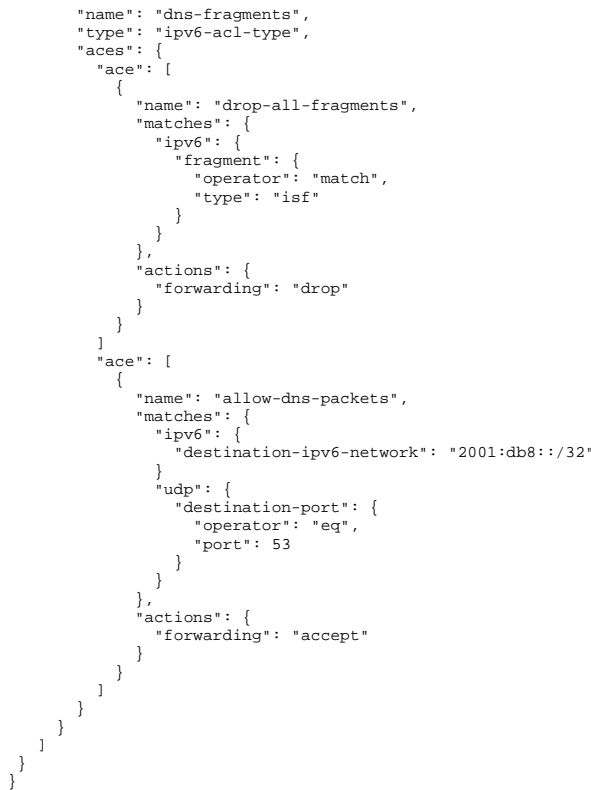 "name": "dns-fragments",
        "type": "ipv6-acl-type",
        "aces": {
          "ace": [
            {
              "name": "drop-all-fragments",
              "matches": {
                "ipv6": {
                  "fragment": {
                    "operator": "match",
                    "type": "isf"
                  }
                }
              },
              "actions": {
                "forwarding": "drop"
              }
            }
          ]
          "ace": [
            {
              "name": "allow-dns-packets",
              "matches": {
                "ipv6": {
                  "destination-ipv6-network": "2001:db8::/32"
                }
                "udp": {
                  "destination-port": {
                    "operator": "eq",
                    "port": 53
                  }
                }
              },
              "actions": {
                "forwarding": "accept"
              }
            }
          ]
        }
      }
    ]
  }
}